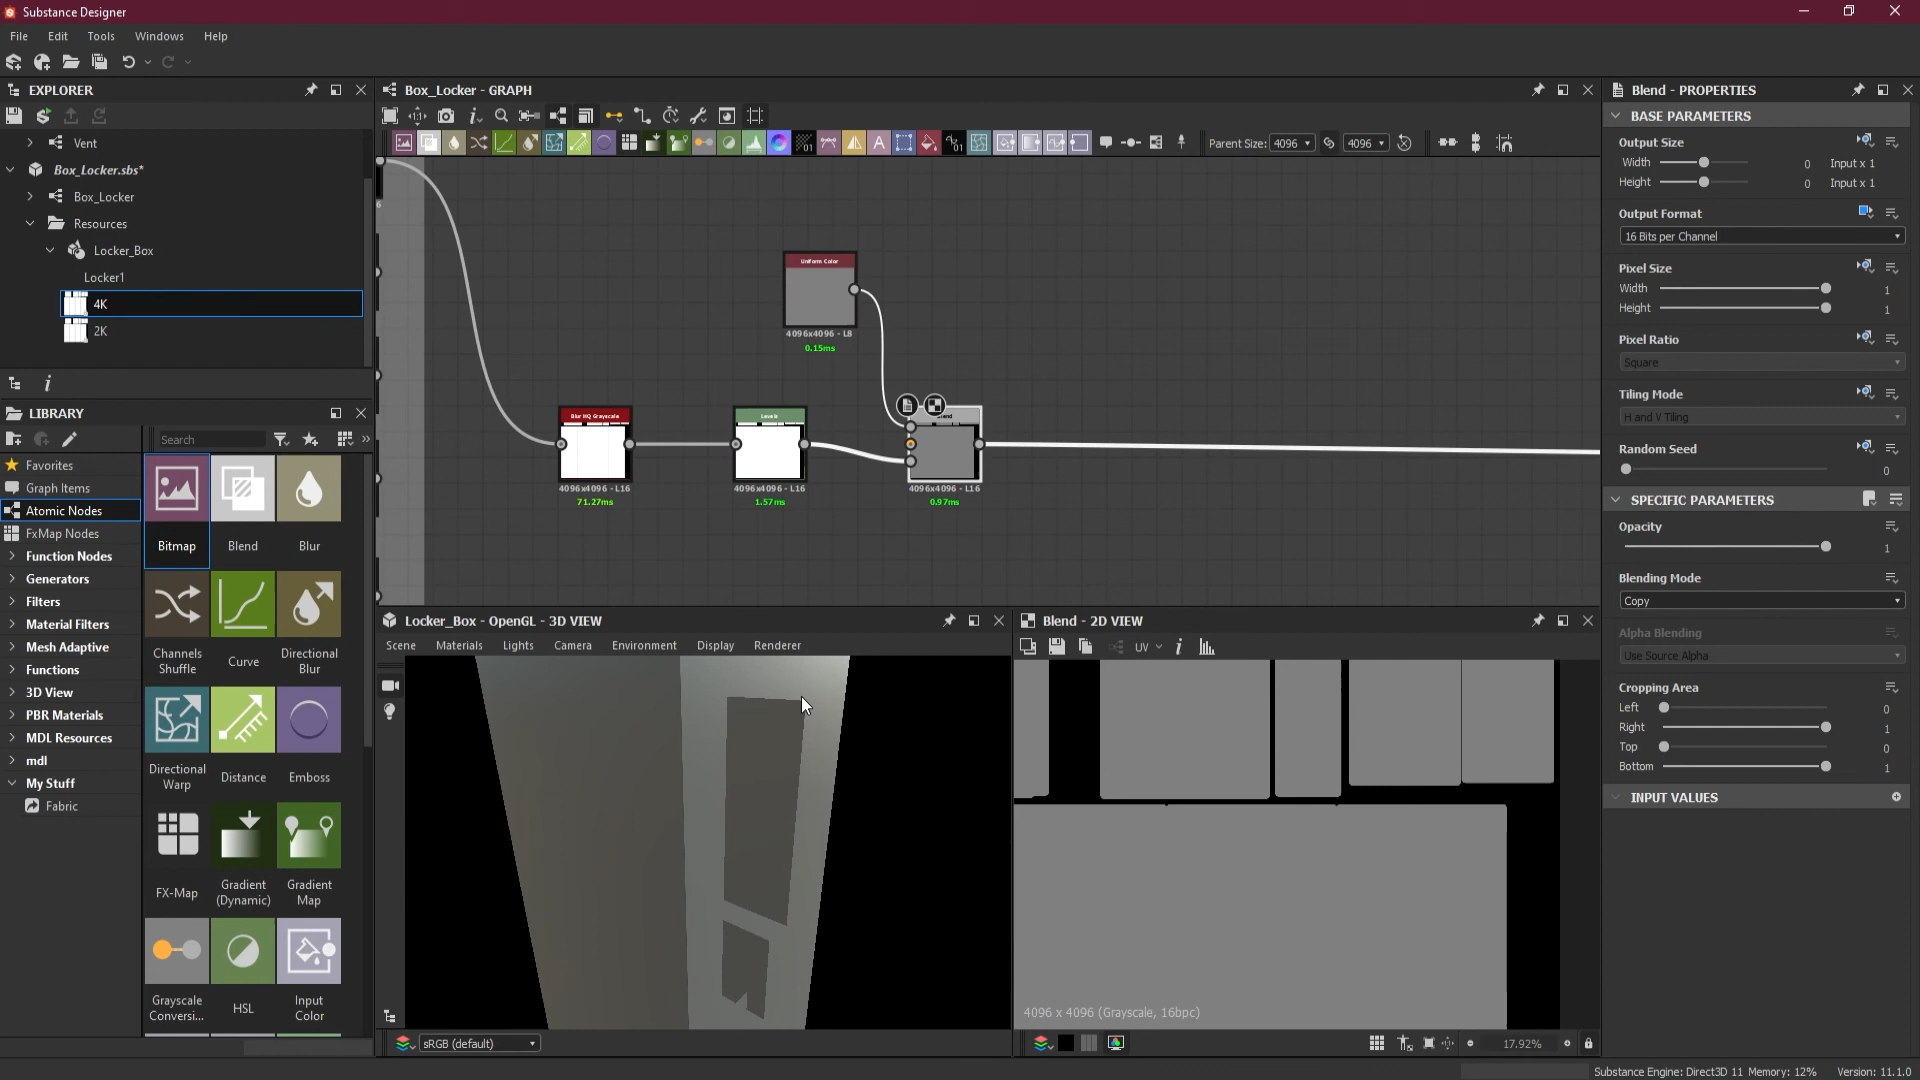 Substance Designer
File Edit Tools Windows Help
EXPLORER
Vent
Box_Locker.sbs*
Box_Locker
Resources
Locker_Box
Locker1
4K
2K
LIBRARY
Search
Favorites
Graph Items
Atomic Nodes
FxMap Nodes
Function Nodes
Generators
Filters
Material Filters
Mesh Adaptive
Functions
3D View
PBR Materials
MDL Resources
mdl
My Stuff
Fabric
Bitmap Blend Blur
Channels Shuffle Curve Directional Blur
Directional Warp Distance Emboss
FX-Map Gradient (Dynamic) Gradient Map
Grayscale Conversi... HSL Input Color
Box_Locker - GRAPH
Parent Size: 4096 4096
Uniform Color
4096x4096 - L8
0.15ms
Blur HQ Grayscale
4096x4096 - L16
71.27ms
Levels
4096x4096 - L16
1.57ms
4096x4096 - L16
0.97ms
Locker_Box - OpenGL - 3D VIEW
Scene Materials Lights Camera Environment Display Renderer
sRGB (default)
Blend - 2D VIEW
UV
4096 x 4096 (Grayscale, 16bpc)
17.92%
Blend - PROPERTIES
BASE PARAMETERS
Output Size
Width 0 Input x 1
Height 0 Input x 1
Output Format
16 Bits per Channel
Pixel Size
Width 1
Height 1
Pixel Ratio
Square
Tiling Mode
H and V Tiling
Random Seed
0
SPECIFIC PARAMETERS
Opacity
1
Blending Mode
Copy
Alpha Blending
Use Source Alpha
Cropping Area
Left 0
Right 1
Top 0
Bottom 1
INPUT VALUES
Substance Engine: Direct3D 11 Memory: 12% Version: 11.1.0